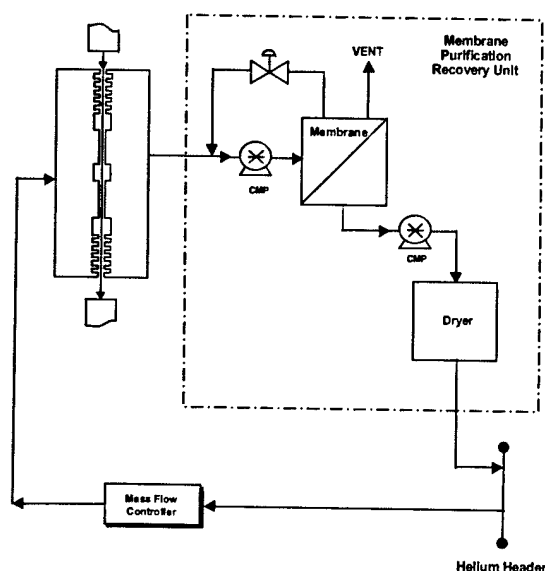 Membrane
Purification
Recovery Unit
VENT
Membrane
CMP
CMP
Dryer
Mass Flow
Controller
Helium Header